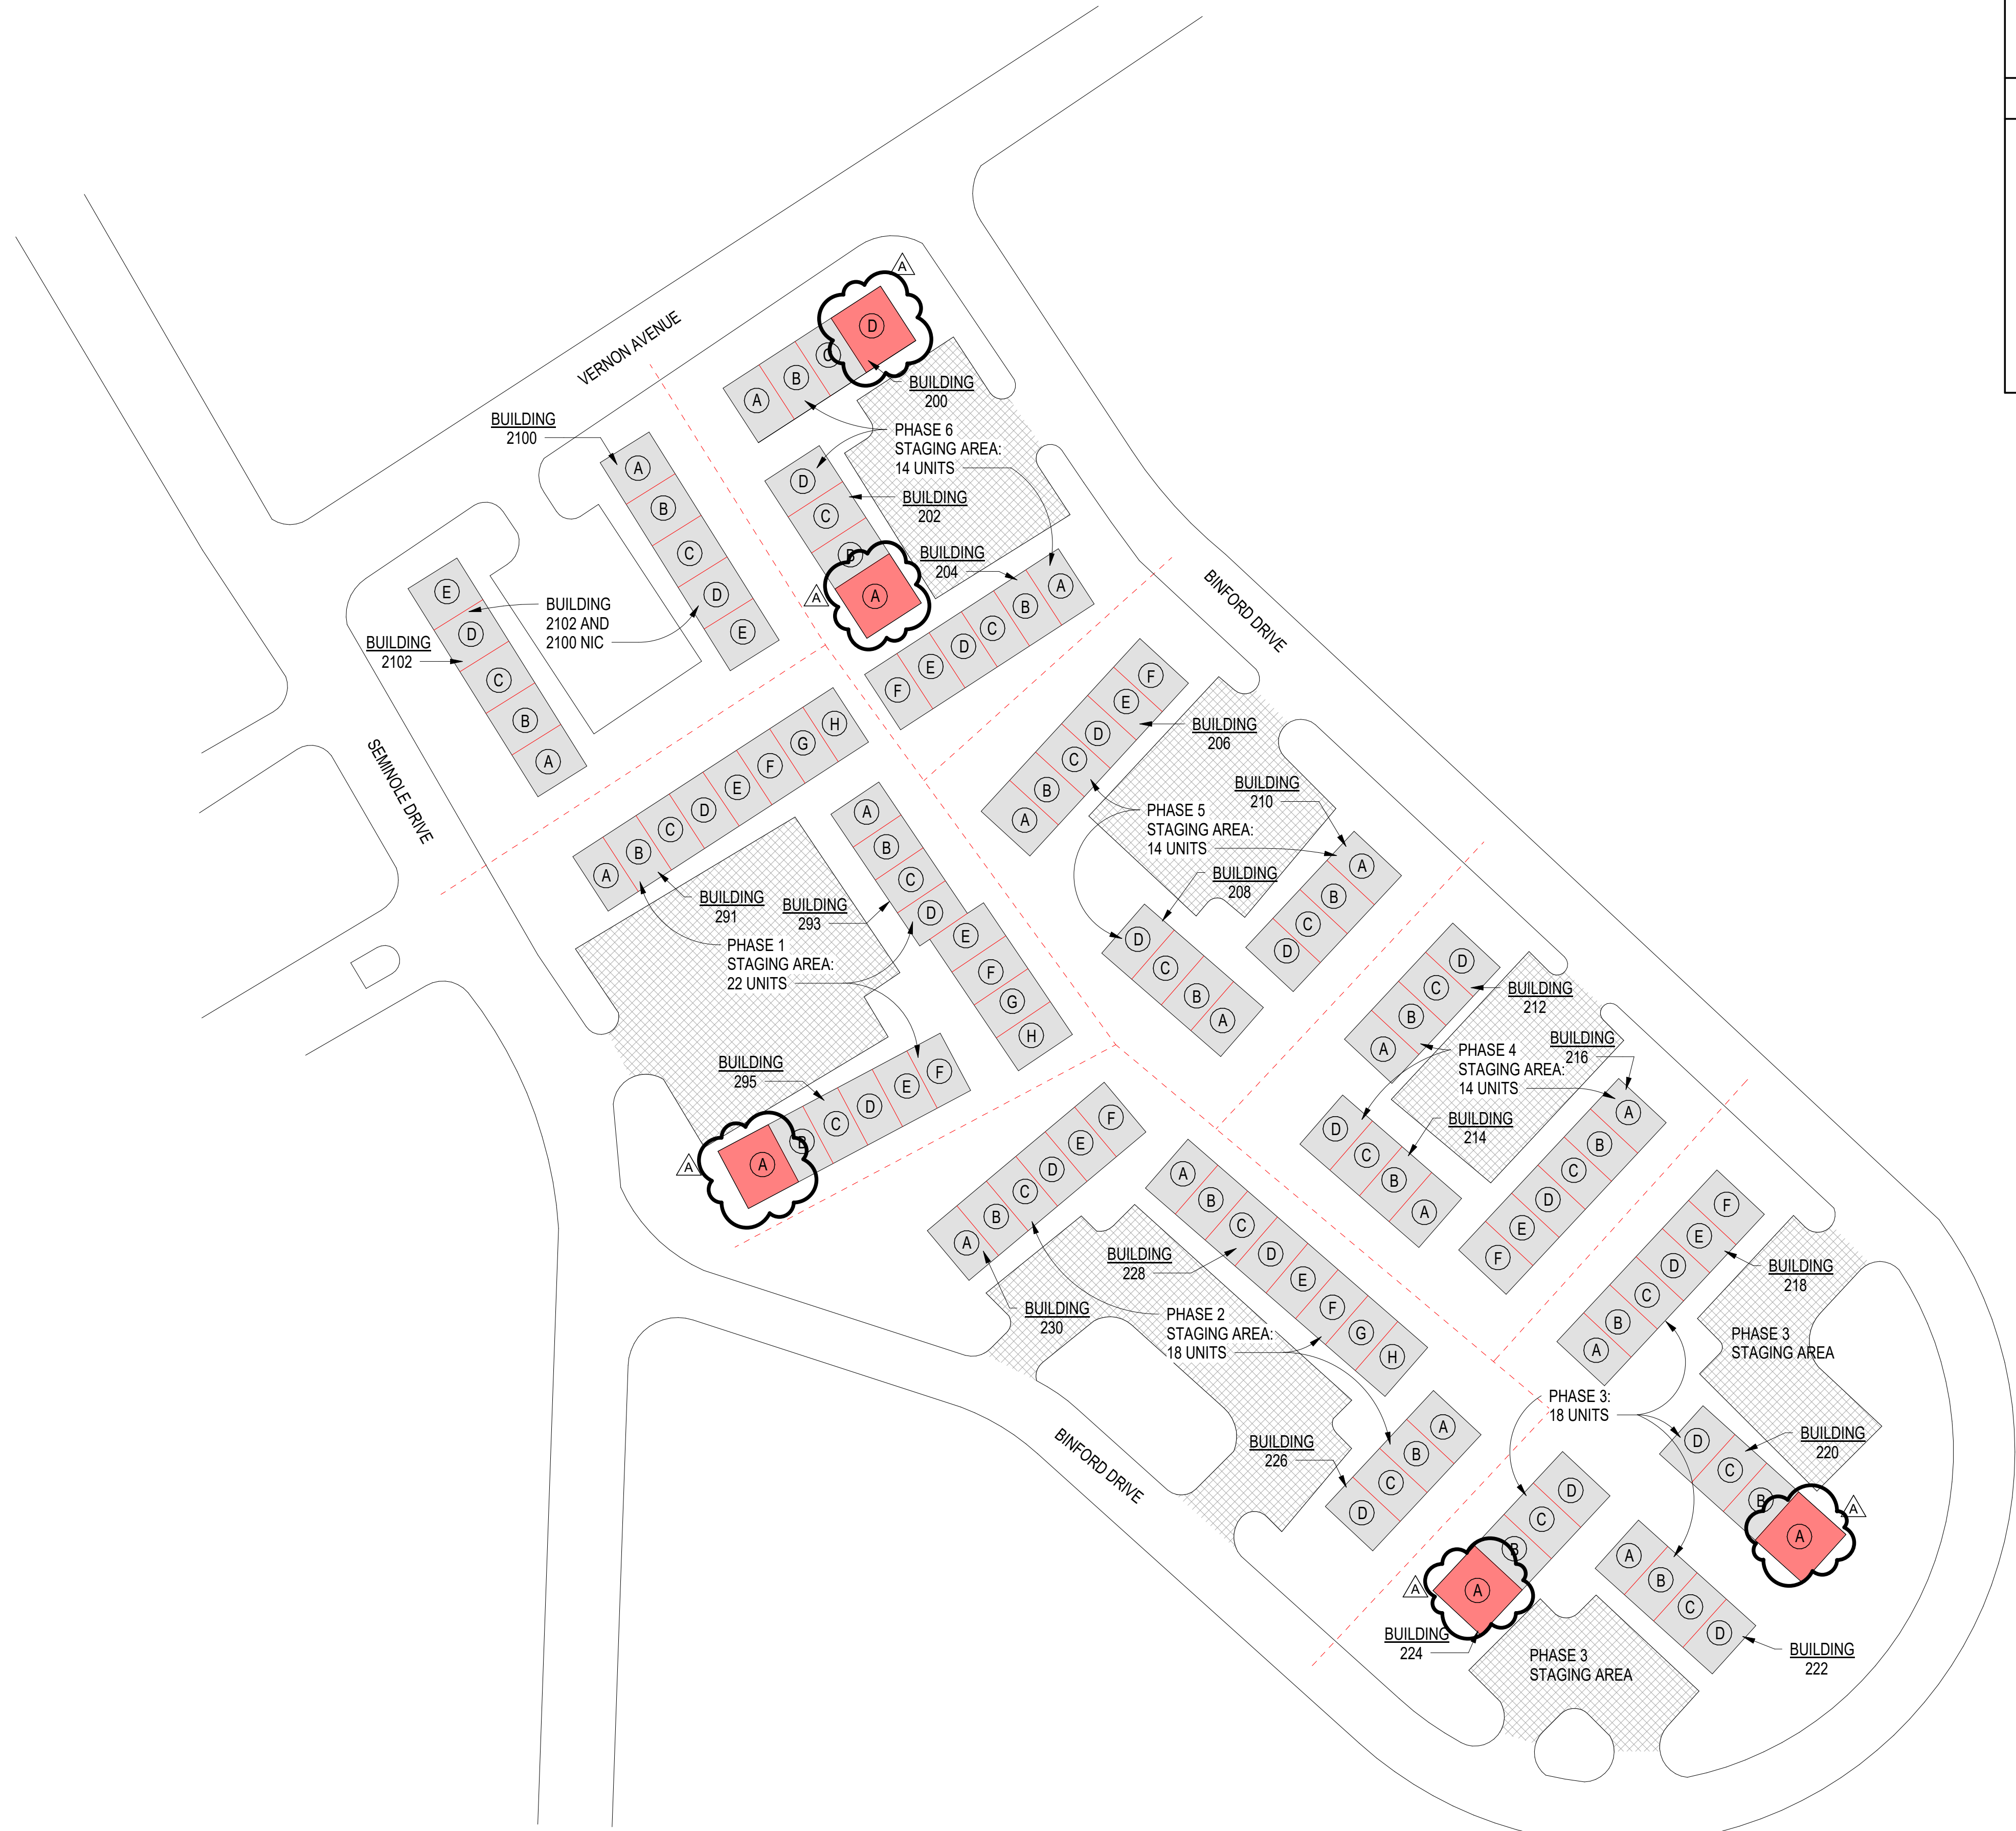 VERNON AVENUE
A
D
C
B
A
BUILDING
200
BUILDING
2100
A
B
C
D
E
PHASE 6
STAGING AREA:
14 UNITS
D
C
B
A
A
BUILDING
202
BUILDING
204
A
B
C
D
E
F
BINFORD DRIVE
E
D
C
B
A
BUILDING
2102 AND
2100 NIC
BUILDING
2102
SEMINOLE DRIVE
A
B
C
D
E
F
G
H
BUILDING
291
A
B
C
D
E
F
G
H
BUILDING
293
PHASE 1
STAGING AREA:
22 UNITS
BUILDING
295
A
A
B
C
D
E
F
F
E
D
C
B
A
BUILDING
206
BUILDING
210
PHASE 5
STAGING AREA:
14 UNITS
BUILDING
208
A
B
C
D
D
C
B
A
D
C
B
A
BUILDING
212
PHASE 4
STAGING AREA:
14 UNITS
BUILDING
216
BUILDING
214
D
C
B
A
A
B
C
D
E
F
A
B
C
D
E
F
BUILDING
230
A
B
C
D
E
F
G
H
BUILDING
228
PHASE 2
STAGING AREA:
18 UNITS
BUILDING
226
A
B
C
D
BINFORD DRIVE
F
E
D
C
B
A
BUILDING
218
PHASE 3
STAGING AREA
PHASE 3:
18 UNITS
D
C
B
A
A
BUILDING
220
D
C
B
A
A
BUILDING
224
A
B
C
D
BUILDING
222
PHASE 3
STAGING AREA